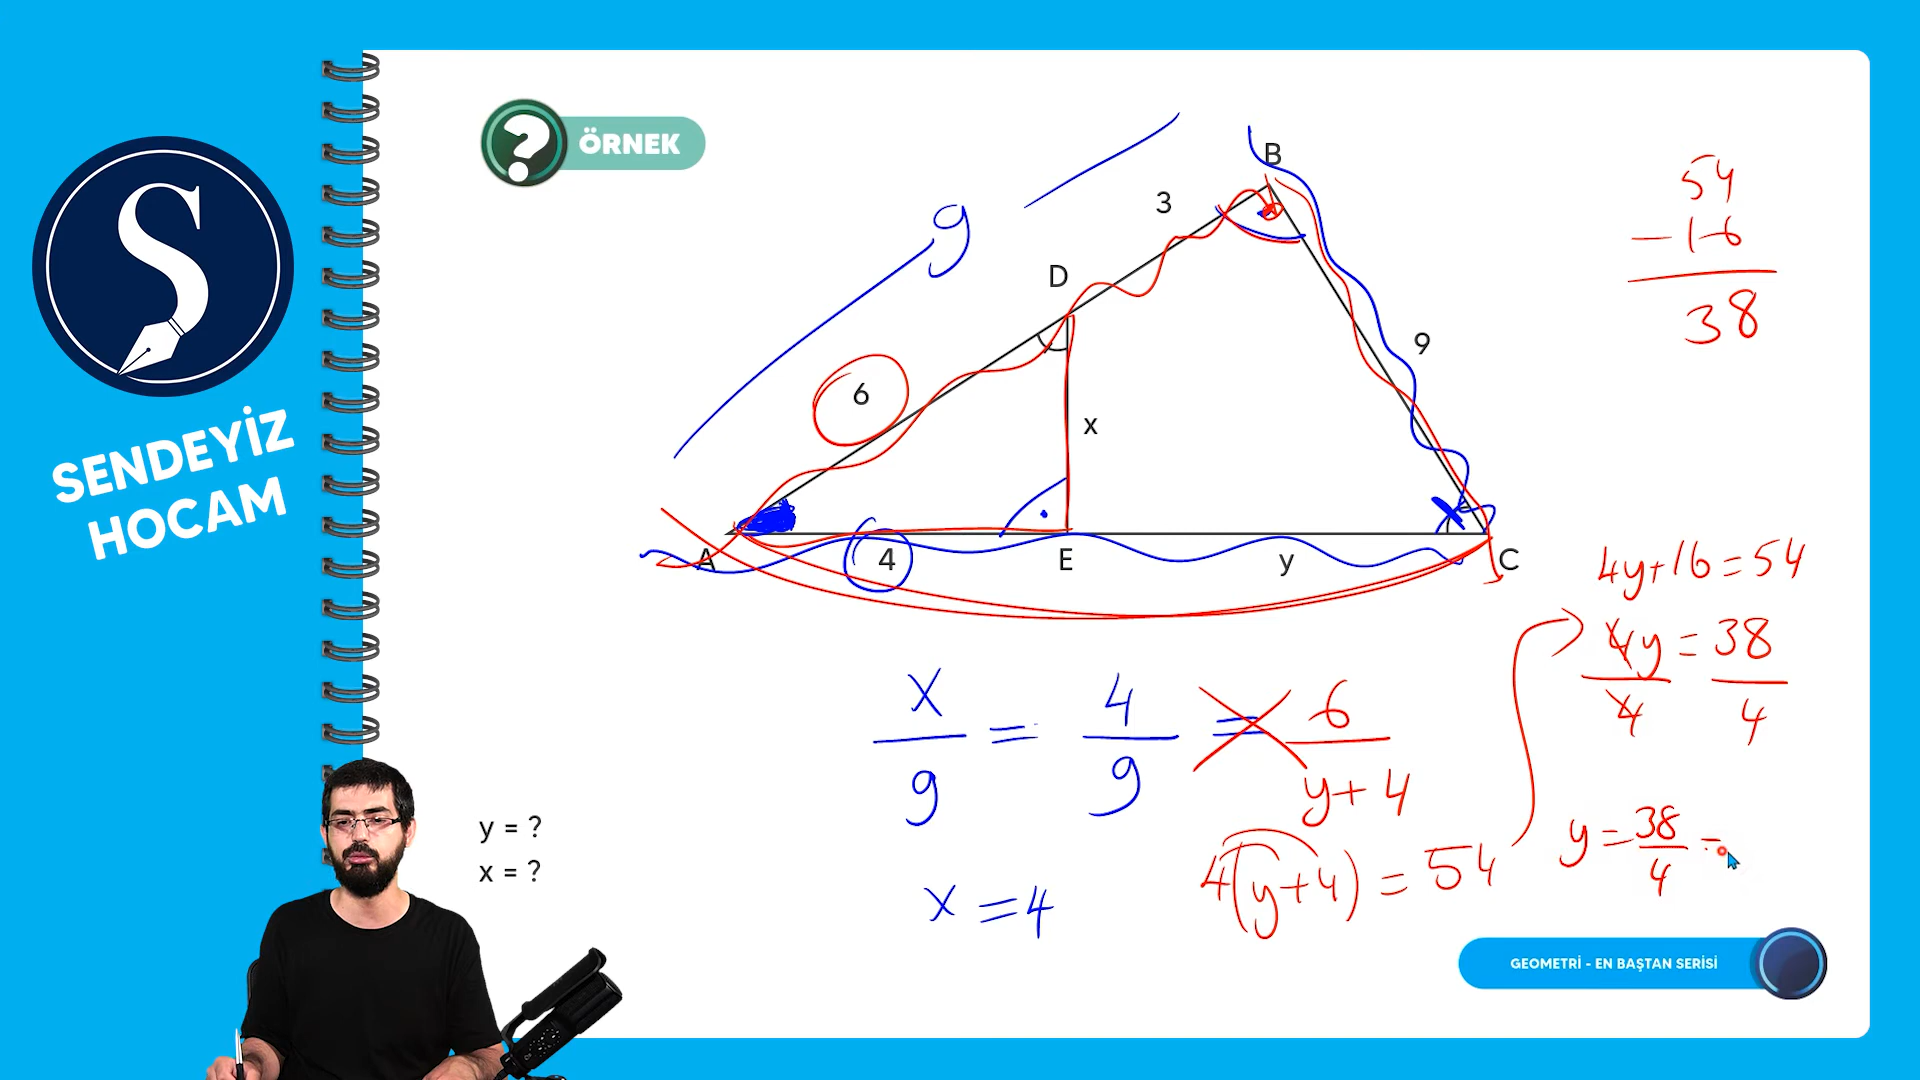 SENDEYİZ
HOCAM
ÖRNEK
B
3
9
D
6
9
x
A
4
E
y
C
54
- 16
38
4y+16=54
4y = 38
4 4
x = 4 = 6
9 9 y+4
y = 38 =
4
4(y+4) = 54
x = 4
y = ?
x = ?
GEOMETRİ - EN BAŞTAN SERİSİ